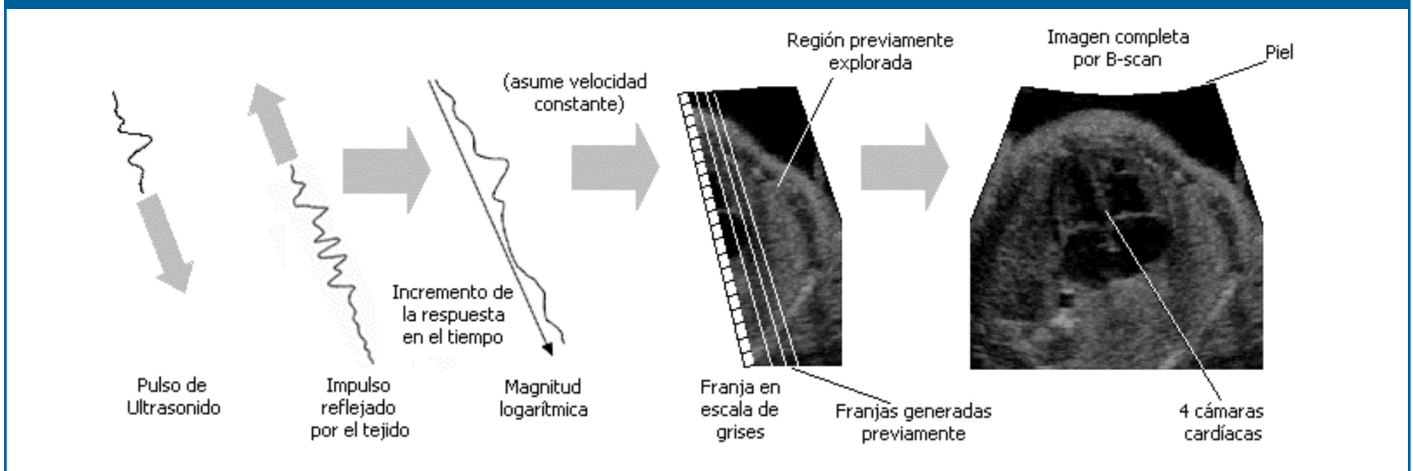 Región previamente
explorada
Imagen completa
por B-scan
Piel
(asume velocidad
constante)
Incremento de
la respuesta
en el tiempo
Pulso de
Ultrasonido
Impulso
reflejado
por el tejido
Magnitud
logarítmica
Franja en
escala de
grises
Franjas generadas
previamente
4 cámaras
cardíacas